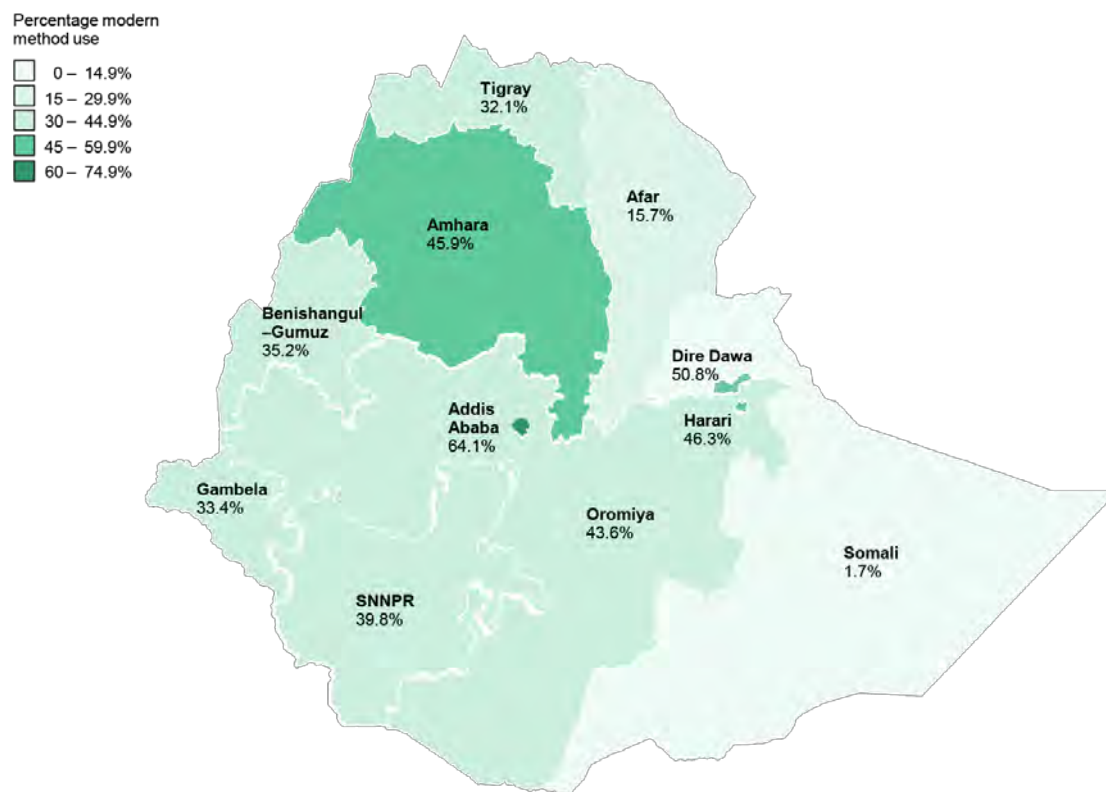 Percentage modern
method use
0 – 14.9%
15 – 29.9%
30 – 44.9%
45 – 59.9%
60 – 74.9%
Tigray
32.1%
Afar
15.7%
Amhara
45.9%
Benishangul
–Gumuz
35.2%
Dire Dawa
50.8%
Addis
Ababa
64.1%
Harari
46.3%
Gambela
33.4%
Oromiya
43.6%
Somali
1.7%
SNNPR
39.8%